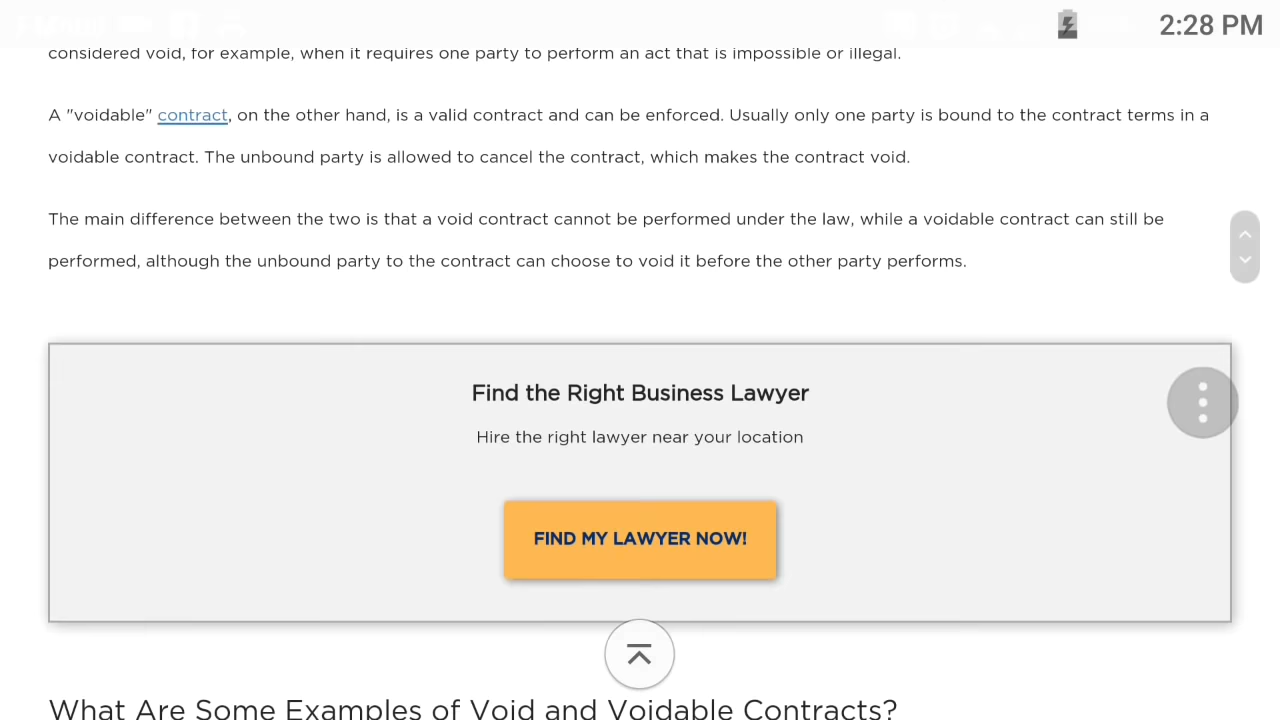 2:28 PM
considered void, for example, when it requires one party to perform an act that is impossible or illegal.
A "voidable" contract, on the other hand, is a valid contract and can be enforced. Usually only one party is bound to the contract terms in a
voidable contract. The unbound party is allowed to cancel the contract, which makes the contract void.
The main difference between the two is that a void contract cannot be performed under the law, while a voidable contract can still be
performed, although the unbound party to the contract can choose to void it before the other party performs.
Find the Right Business Lawyer
Hire the right lawyer near your location
FIND MY LAWYER NOW!
What Are Some Examples of Void and Voidable Contracts?